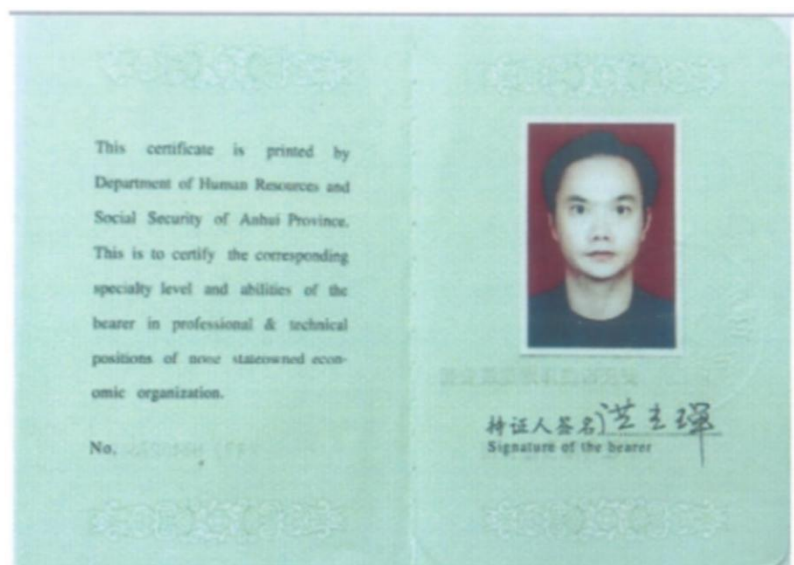 This certificate is printed by
Department of Human Resources and
Social Security of Anhui Province.
This is to certify the corresponding
specialty level and abilities of the
bearer in professional & technical
positions of none stateowned econ-
omic organization.
No.
持证人签名
Signature of the bearer